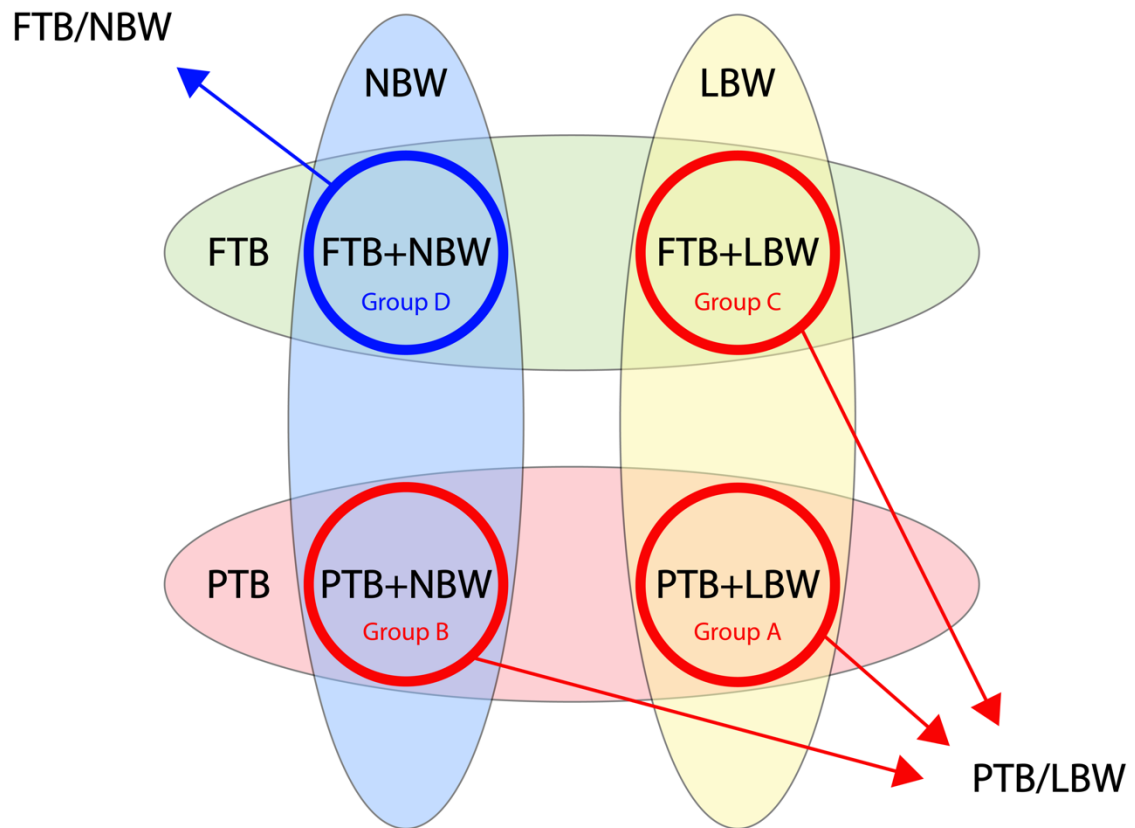 FTB/NBW
NBW
LBW
FTB
FTB+NBW
Group D
FTB+LBW
Group C
PTB
PTB+NBW
Group B
PTB+LBW
Group A
PTB/LBW